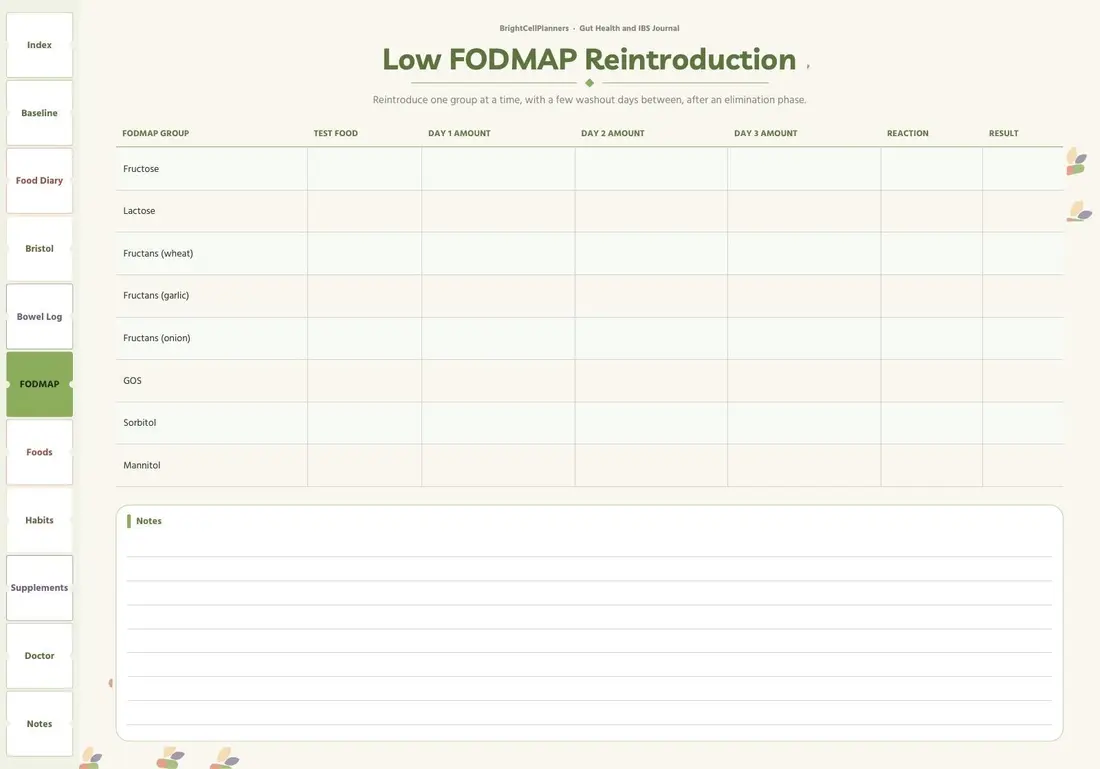 Index
Baseline
Food Diary
Bristol
Bowel Log
FODMAP
Foods
Habits
Supplements
Doctor
Notes
BrightCellPlanners · Gut Health and IBS Journal
Low FODMAP Reintroduction
Reintroduce one group at a time, with a few washout days between, after an elimination phase.
FODMAP GROUP TEST FOOD DAY 1 AMOUNT DAY 2 AMOUNT DAY 3 AMOUNT REACTION RESULT
Fructose
Lactose
Fructans (wheat)
Fructans (garlic)
Fructans (onion)
GOS
Sorbitol
Mannitol
Notes